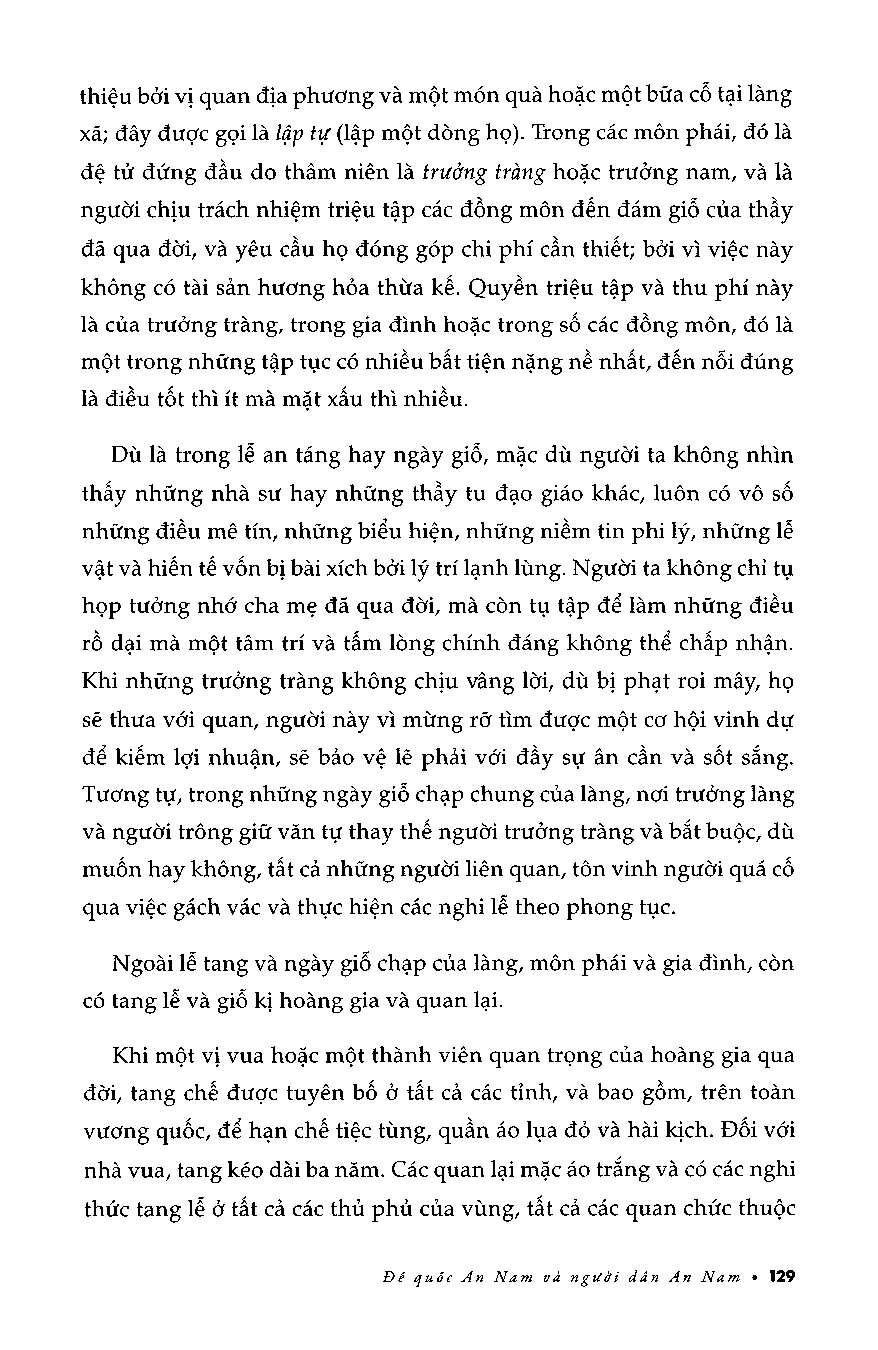 thiệu bởi vị quan địa phương và một món quà hoặc một bữa cỗ tại làng
xã; đây được gọi là lập tự (lập một dòng họ). Trong các môn phái, đó là
đệ tử đứng đầu do thâm niên là trưởng tràng hoặc trưởng nam, và là
người chịu trách nhiệm triệu tập các đồng môn đến đám giỗ của thầy
đã qua đời, và yêu cầu họ đóng góp chi phí cần thiết; bởi vì việc này
không có tài sản hương hỏa thừa kế. Quyền triệu tập và thu phí này
là của trưởng tràng, trong gia đình hoặc trong số các đồng môn, đó là
một trong những tập tục có nhiều bất tiện nặng nề nhất, đến nỗi đúng
là điều tốt thì ít mà mặt xấu thì nhiều.
Dù là trong lễ an táng hay ngày giỗ, mặc dù người ta không nhìn
thấy những nhà sư hay những thầy tu đạo giáo khác, luôn có vô số
những điều mê tín, những biểu hiện, những niềm tin phi lý, những lễ
vật và hiến tế vốn bị bài xích bởi lý trí lạnh lùng. Người ta không chỉ tụ
họp tưởng nhớ cha mẹ đã qua đời, mà còn tụ tập để làm những điều
rồ dại mà một tâm trí và tấm lòng chính đáng không thể chấp nhận.
Khi những trưởng tràng không chịu vâng lời, dù bị phạt roi mây, họ
sẽ thưa với quan, người này vì mừng rỡ tìm được một cơ hội vinh dự
để kiếm lợi nhuận, sẽ bảo vệ lẽ phải với đầy sự ân cần và sốt sắng.
Tương tự, trong những ngày giỗ chạp chung của làng, nơi trưởng làng
và người trông giữ văn tự thay thế người trưởng tràng và bắt buộc, dù
muốn hay không, tất cả những người liên quan, tôn vinh người quá cố
qua việc gách vác và thực hiện các nghi lễ theo phong tục.
Ngoài lễ tang và ngày giỗ chạp của làng, môn phái và gia đình, còn
có tang lễ và giỗ kị hoàng gia và quan lại.
Khi một vị vua hoặc một thành viên quan trọng của hoàng gia qua
đời, tang chế được tuyên bố ở tất cả các tỉnh, và bao gồm, trên toàn
vương quốc, để hạn chế tiệc tùng, quần áo lụa đỏ và hài kịch. Đối với
nhà vua, tang kéo dài ba năm. Các quan lại mặc áo trắng và có các nghi
thức tang lễ ở tất cả các thủ phủ của vùng, tất cả các quan chức thuộc
Đế quốc An Nam và người dân An Nam • 129